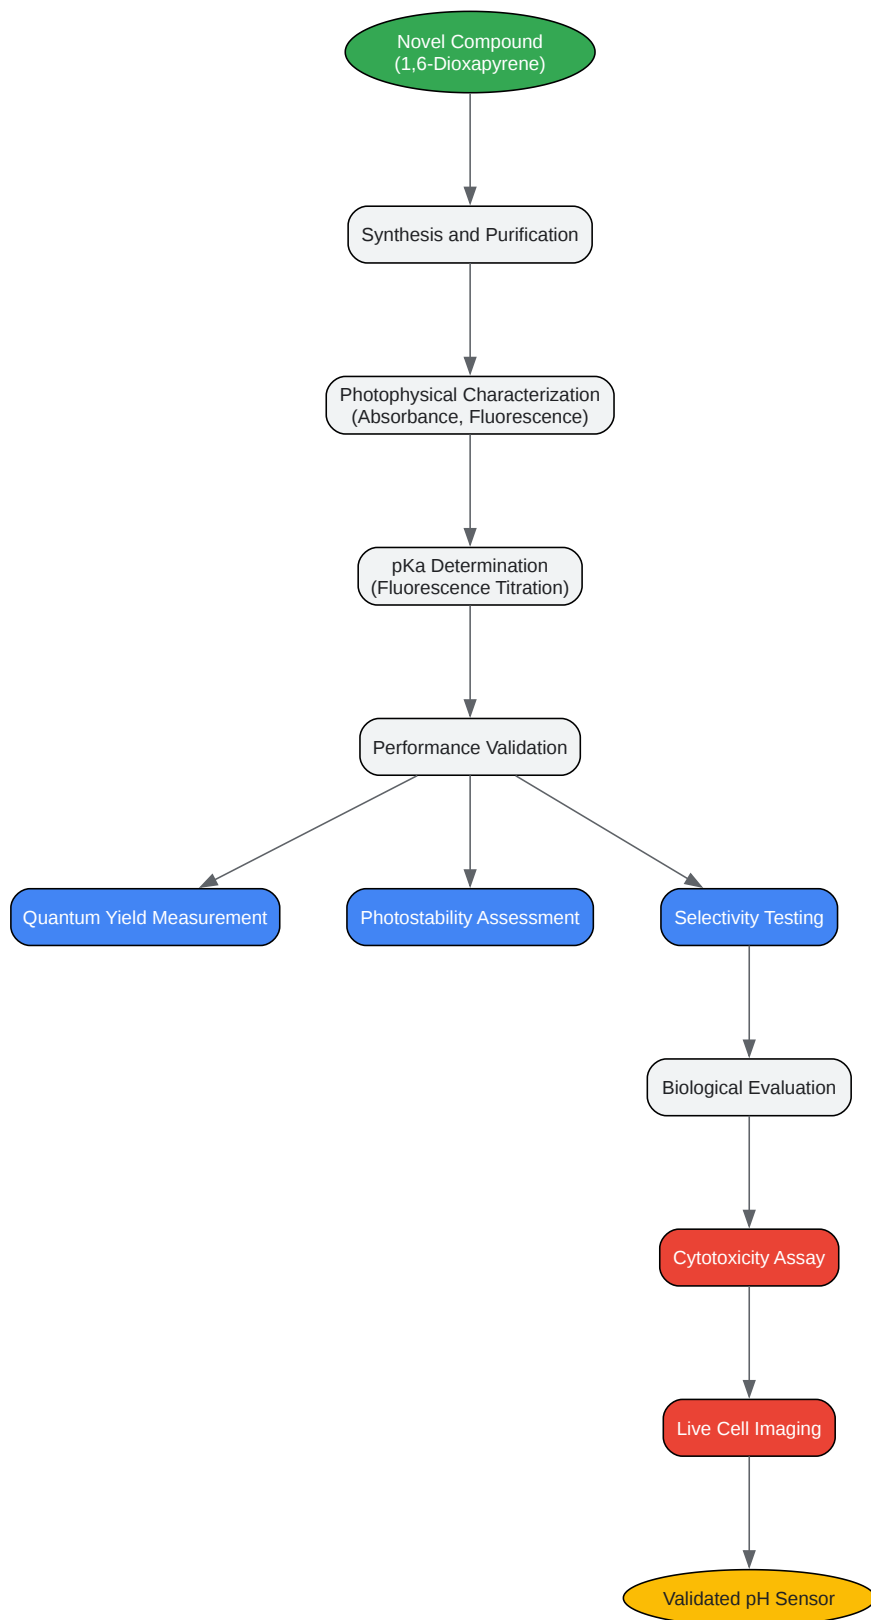 Novel Compound
(1,6-Dioxapyrene)
Synthesis and Purification
Photophysical Characterization
(Absorbance, Fluorescence)
pKa Determination
(Fluorescence Titration)
Performance Validation
Quantum Yield Measurement
Photostability Assessment
Selectivity Testing
Biological Evaluation
Cytotoxicity Assay
Live Cell Imaging
Validated pH Sensor